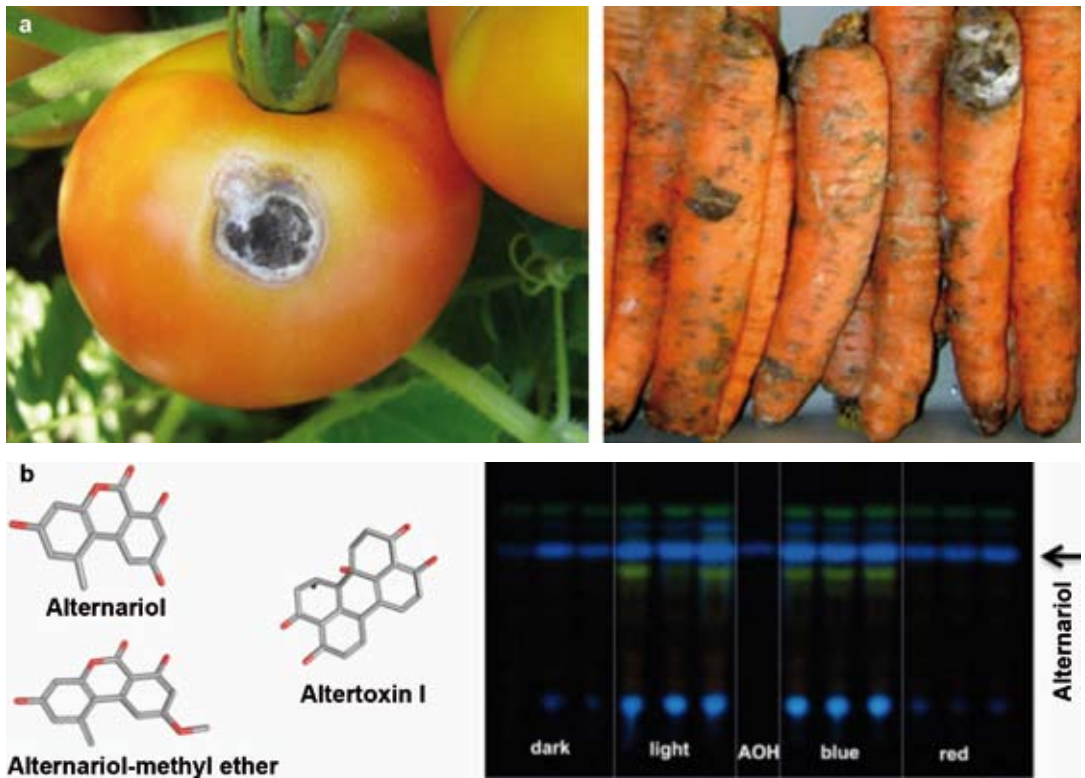 a
b
Alternariol
Altertoxin I
Alternariol-methyl ether
dark
light
AOH
blue
red
Alternariol